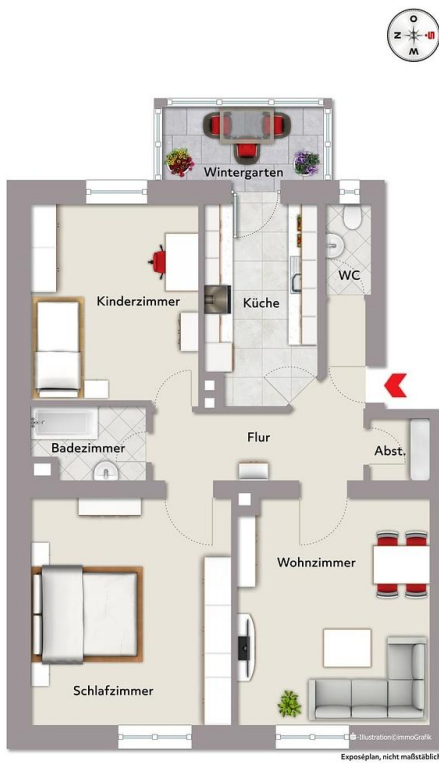 O
N
S
W
Wintergarten
WC
Kinderzimmer
Küche
Flur
Badezimmer
Abst.
Wohnzimmer
Schlafzimmer
-Illustration©immoGrafik
Exposéplan, nicht maßstäblich